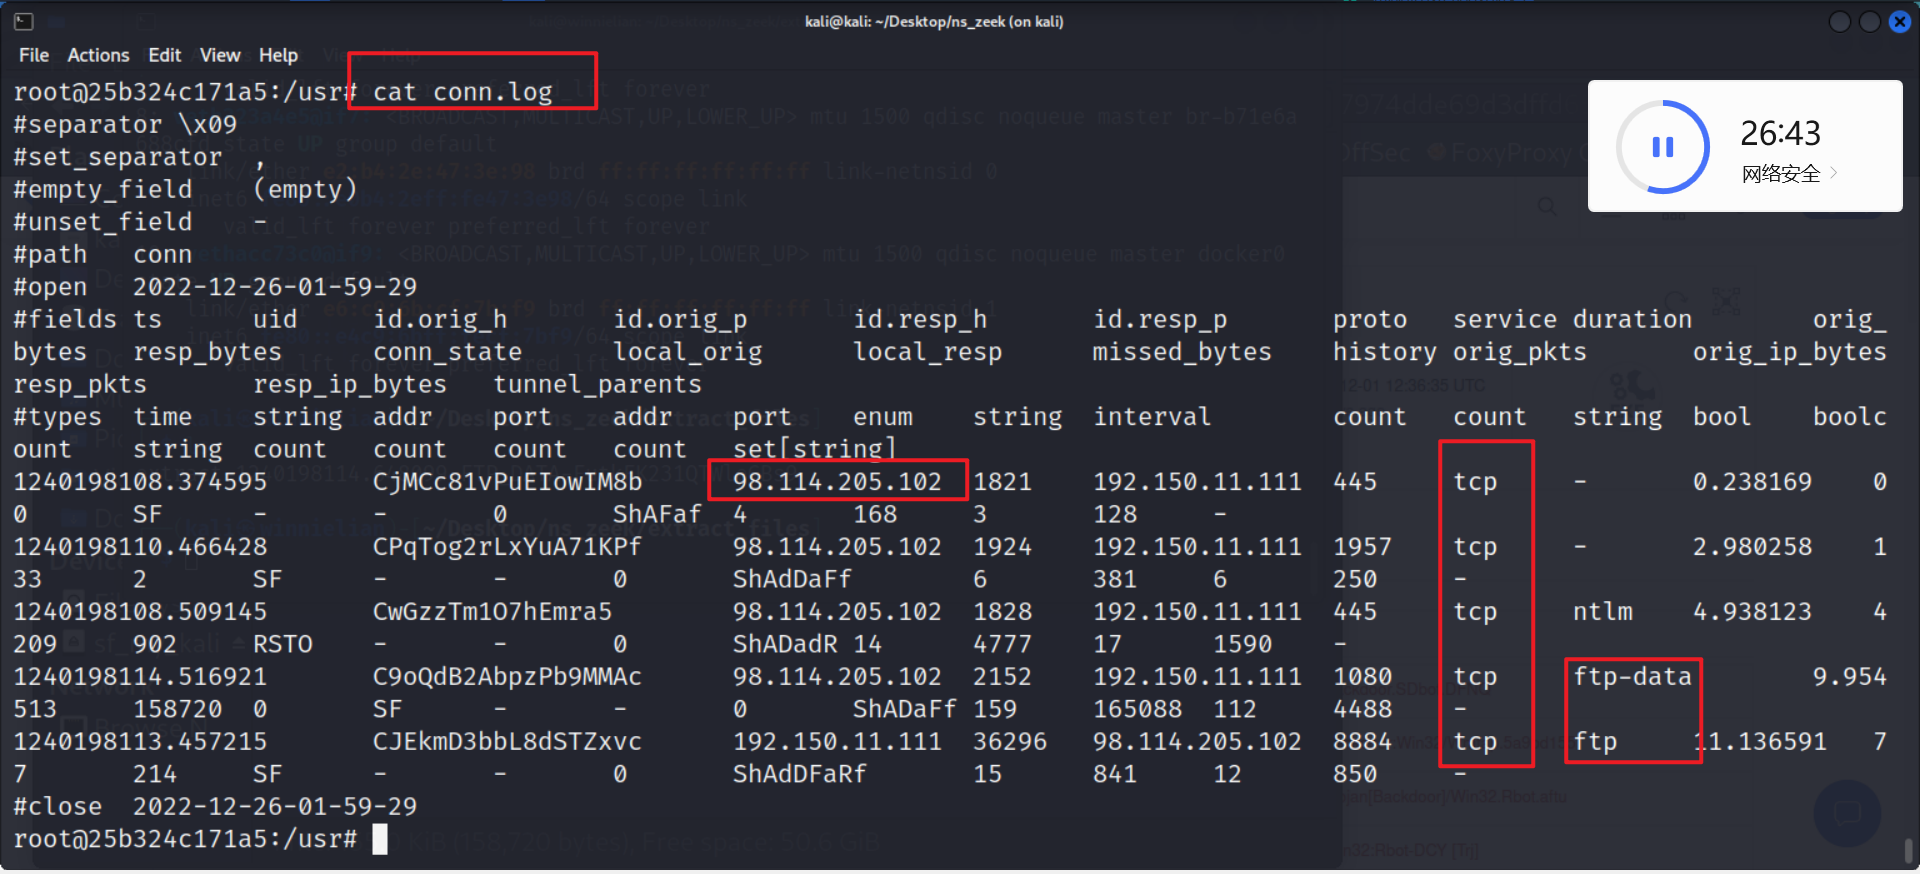 kali@kali: ~/Desktop/ns_zeek (on kali)
File Actions Edit View Help
root@25b324c171a5:/usr# cat conn.log
#separator \x09
#set_separator  ,
#empty_field    (empty)
#unset_field    -
#path   conn
#open   2022-12-26-01-59-29
#fields ts      uid     id.orig_h       id.orig_p       id.resp_h       id.resp_p       proto   service duration        orig_
bytes   resp_bytes      conn_state      local_orig      local_resp      missed_bytes    history orig_pkts       orig_ip_bytes
resp_pkts       resp_ip_bytes   tunnel_parents
#types  time    string  addr    port    addr    port    enum    string  interval        count   count   string  bool    boolc
ount    string  count   count   count   count   set[string]
1240198108.374595       CjMCc81vPuEIowIM8b      98.114.205.102  1821    192.150.11.111  445     tcp     -       0.238169    0
0       SF      -       -       0       ShAFaf  4       168     3       128     -
1240198110.466428       CPqTog2rLxYuA71KPf      98.114.205.102  1924    192.150.11.111  1957    tcp     -       2.980258    1
33      2       SF      -       -       0       ShAdDaFf        6       381     6       250     -
1240198108.509145       CwGzzTm1O7hEmra5        98.114.205.102  1828    192.150.11.111  445     tcp     ntlm    4.938123    4
209     902     RSTO    -       -       0       ShADadR 14      4777    17      1590    -
1240198114.516921       C9oQdB2AbpzPb9MMAc      98.114.205.102  2152    192.150.11.111  1080    tcp     ftp-data        9.954
513     158720  0       SF      -       -       0       ShADaFf 159     165088  112     4488    -
1240198113.457215       CJEkmD3bbL8dSTZxvc      192.150.11.111  36296   98.114.205.102  8884    tcp     ftp     11.136591   7
7       214     SF      -       -       0       ShAdDFaRf       15      841     12      850     -
#close  2022-12-26-01-59-29
root@25b324c171a5:/usr#
26:43
网络安全